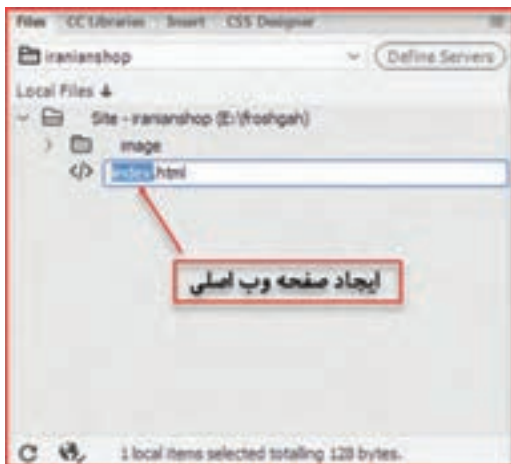 Files CC Libraries Insert CSS Designer
iranianshop Define Servers
Local Files
Site - iranianshop (E:\froshgah)
image
index.html
ایجاد صفحه وب اصلی
1 local items selected totaling 128 bytes.